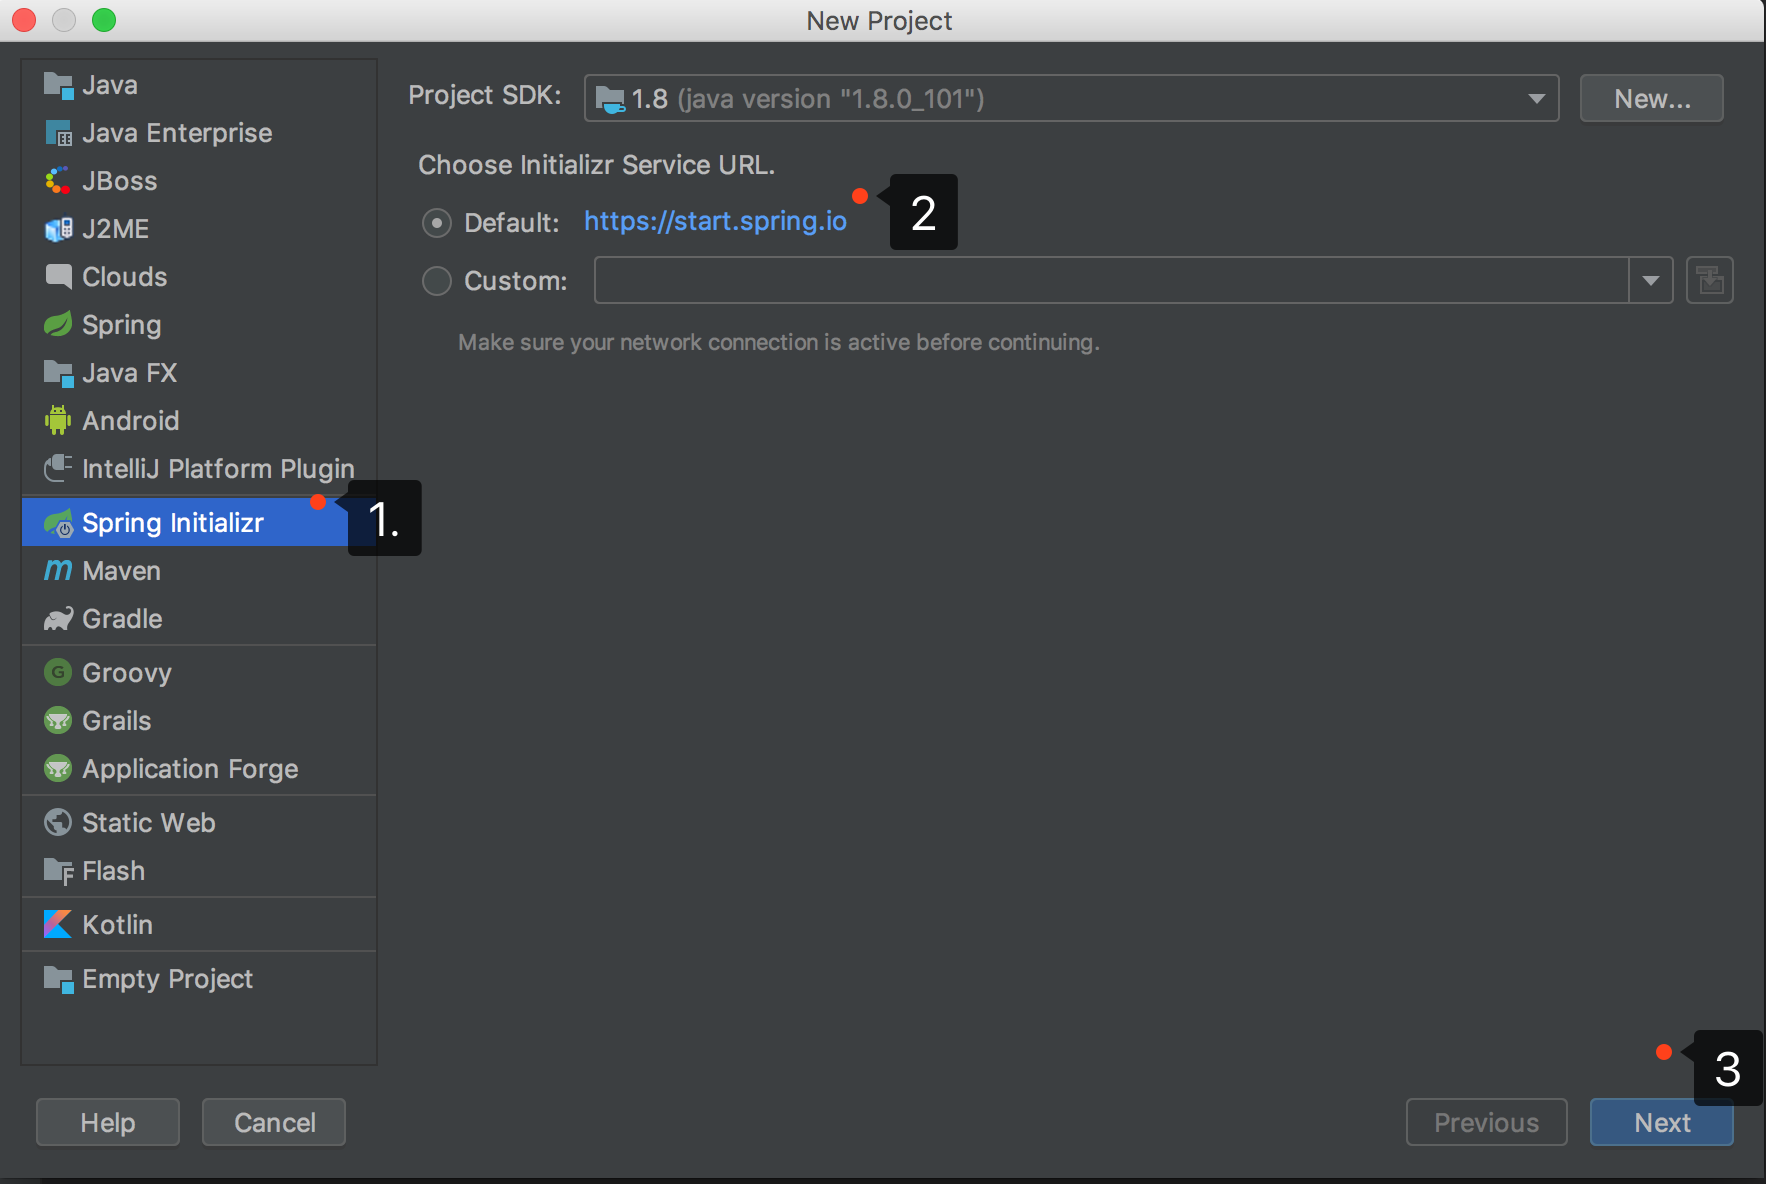 New Project
Java
Java Enterprise
JBoss
J2ME
Clouds
Spring
Java FX
Android
IntelliJ Platform Plugin
Spring Initializr
1.
Maven
Gradle
Groovy
Grails
Application Forge
Static Web
Flash
Kotlin
Empty Project
Project SDK: 1.8 (java version "1.8.0_101") New...
Choose Initializr Service URL.
Default: https://start.spring.io 2
Custom:
Make sure your network connection is active before continuing.
3
Help Cancel Previous Next